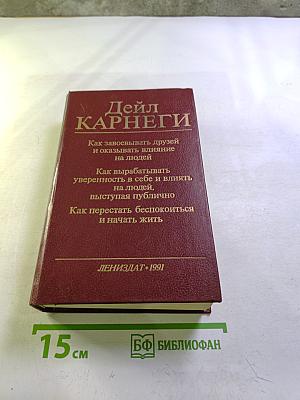 Дейл
КАРНЕГИ
Как завоевывать друзей
и оказывать влияние
на людей
Как вырабатывать
уверенность в себе и влиять
на людей,
выступая публично
Как перестать беспокоиться
и начать жить
ЛЕНИЗДАТ • 1991
15 см
БФ БИБЛИОФАН